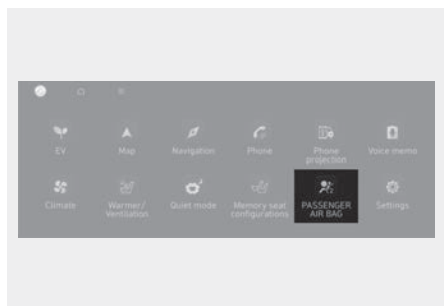 EV
Map
Navigation
Phone
Phone
projection
Voice memo
Climate
Warmer/
Ventilation
Quiet mode
Memory seat
configurations
PASSENGER
AIR BAG
Settings